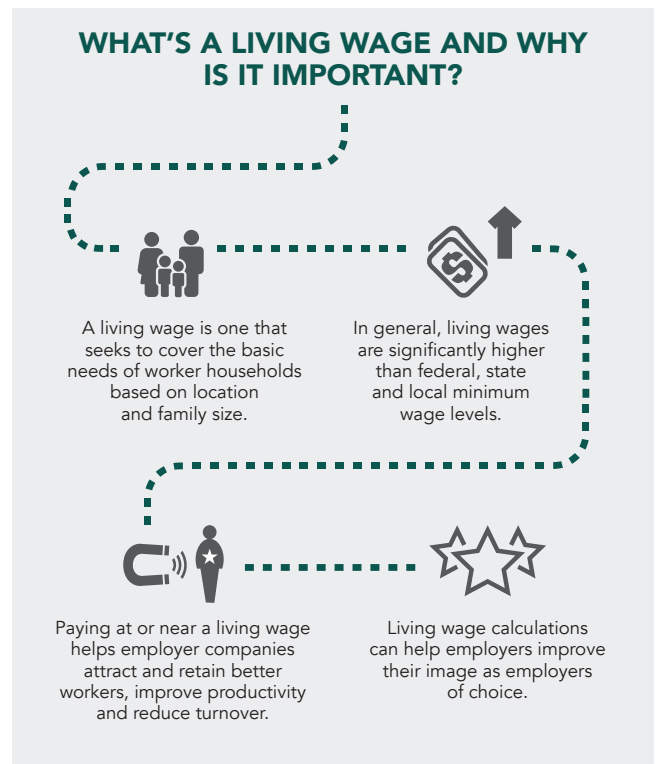 WHAT'S A LIVING WAGE AND WHY
IS IT IMPORTANT?
A living wage is one that
seeks to cover the basic
needs of worker households
based on location
and family size.
In general, living wages
are significantly higher
than federal, state
and local minimum
wage levels.
Paying at or near a living wage
helps employer companies
attract and retain better
workers, improve productivity
and reduce turnover.
Living wage calculations
can help employers improve
their image as employers
of choice.